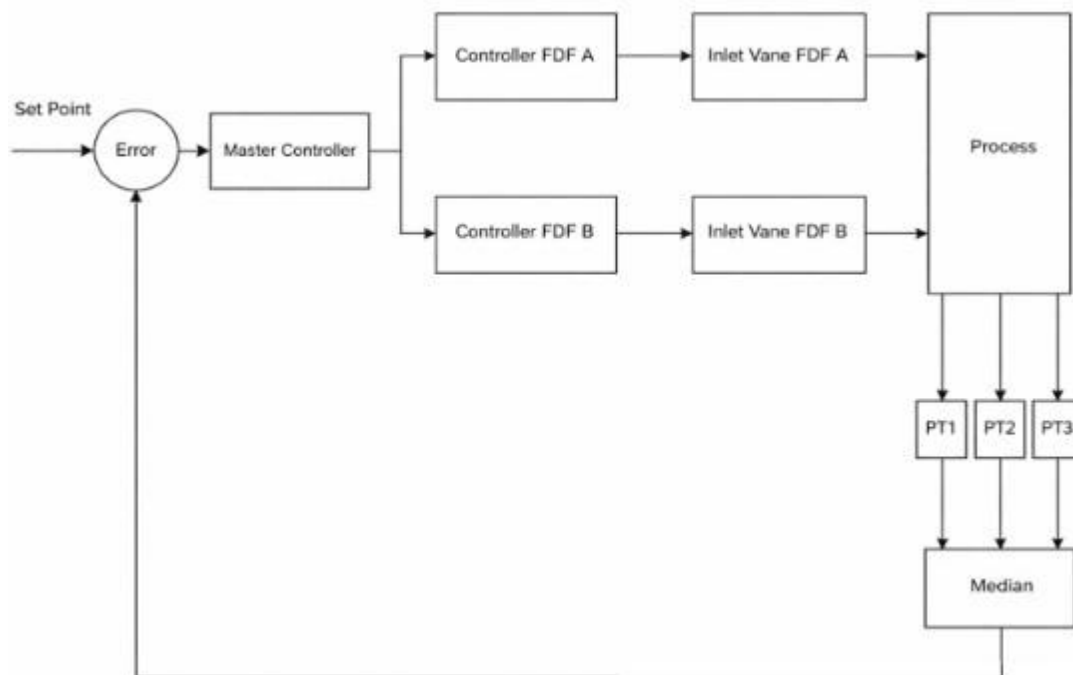 Controller FDF A
Inlet Vane FDF A
Set Point
Error
Master Controller
Process
Controller FDF B
Inlet Vane FDF B
PT1
PT2
PT3
Median